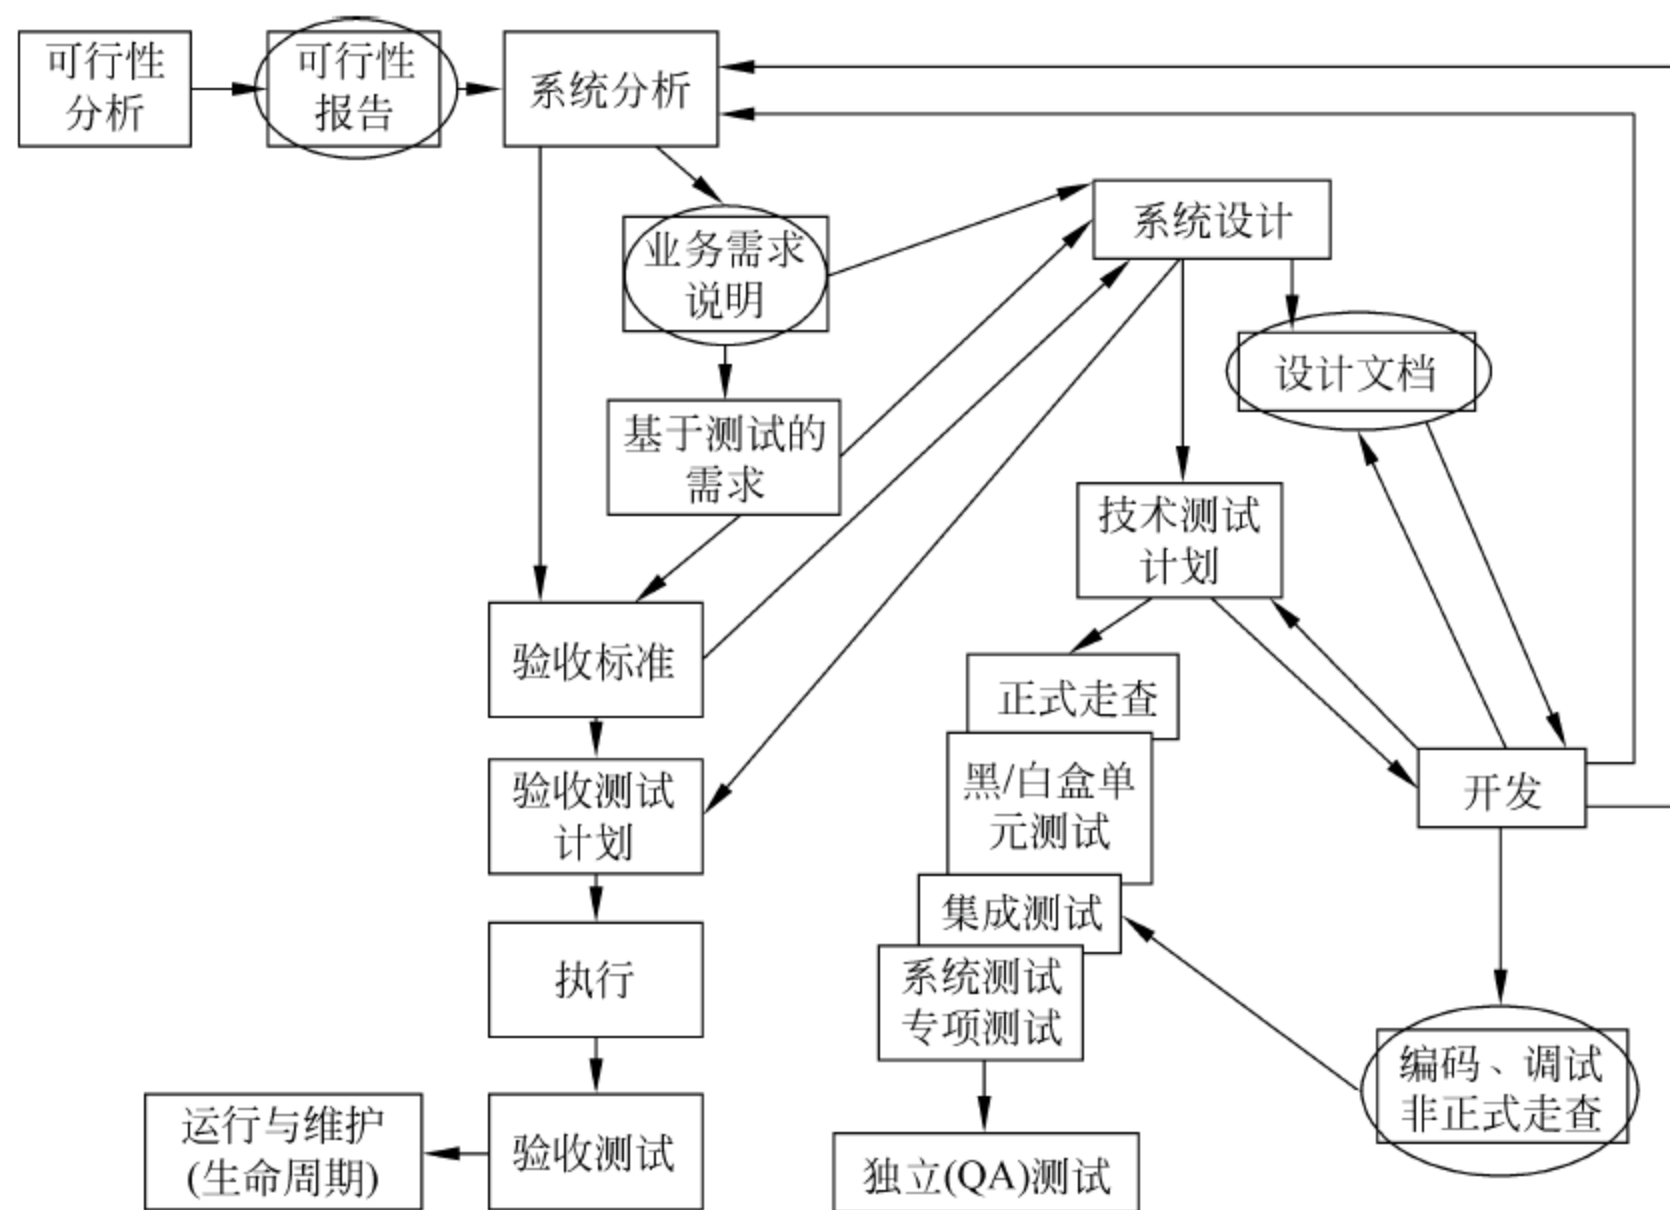 可行性
分析
可行性
报告
系统分析
系统设计
业务需求
说明
设计文档
基于测试的
需求
技术测试
计划
验收标准
正式走查
黑/白盒单
元测试
开发
验收测试
计划
集成测试
执行
系统测试
专项测试
编码、调试
非正式走查
运行与维护
(生命周期)
验收测试
独立(QA)测试